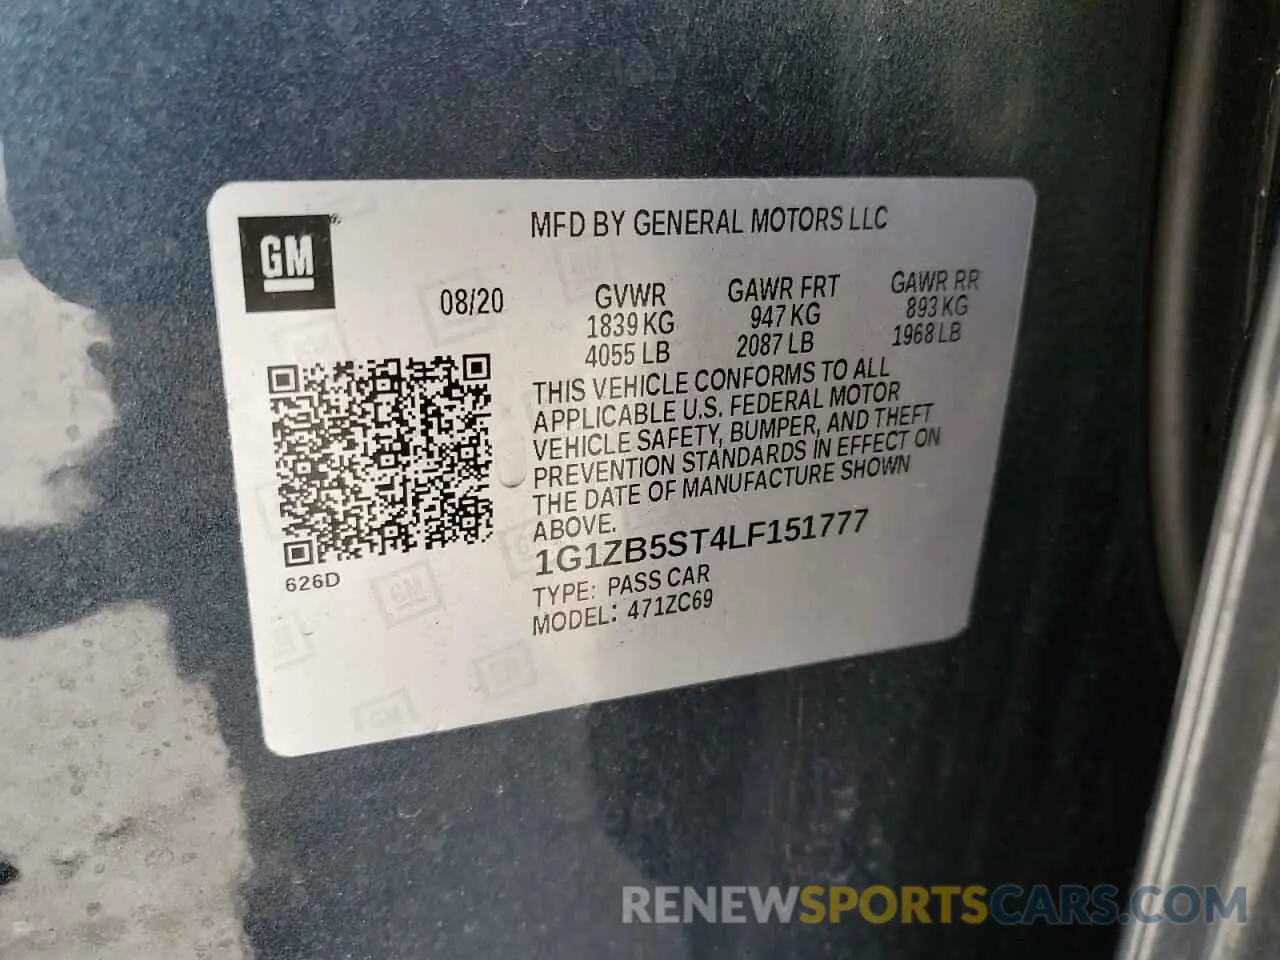 GM
MFD BY GENERAL MOTORS LLC
08/20
GVWR
1839 KG
4055 LB
GAWR FRT
947 KG
2087 LB
GAWR RR
893 KG
1968 LB
THIS VEHICLE CONFORMS TO ALL
APPLICABLE U.S. FEDERAL MOTOR
VEHICLE SAFETY, BUMPER, AND THEFT
PREVENTION STANDARDS IN EFFECT ON
THE DATE OF MANUFACTURE SHOWN
ABOVE.
1G1ZB5ST4LF151777
TYPE: PASS CAR
MODEL: 471ZC69
626D
RENEWSPORTSCARS.COM